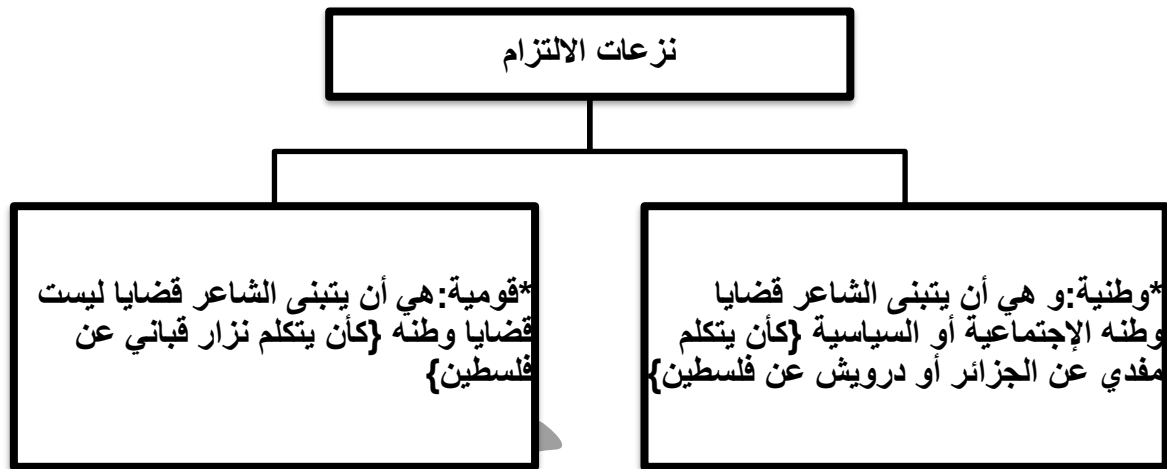 نزعات الالتزام
*وطنية:و هي أن يتبنى الشاعر قضايا
وطنه الإجتماعية أو السياسية {كأن يتكلم
مفدي عن الجزائر أو درويش عن فلسطين}
*قومية:هي أن يتبنى الشاعر قضايا ليست
قضايا وطنه {كأن يتكلم نزار قباني عن
فلسطين}